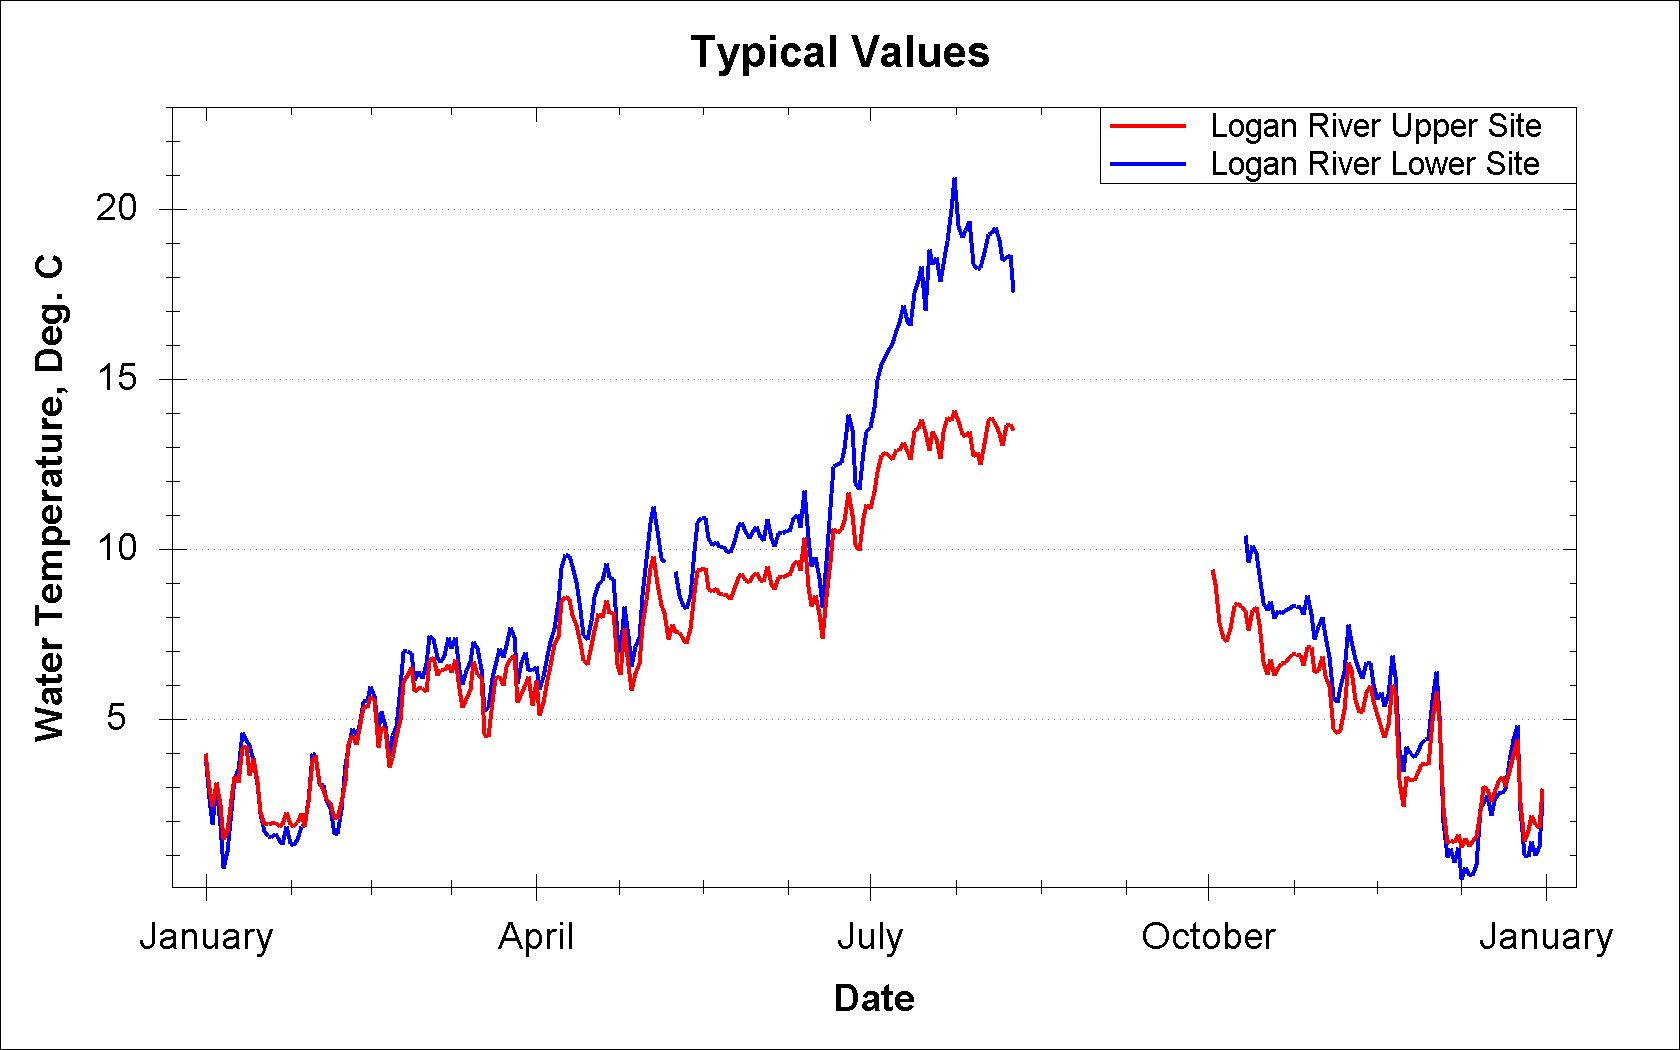 Typical Values
Logan River Upper Site
Logan River Lower Site
Water Temperature, Deg. C
20
15
10
5
January
April
July
October
January
Date